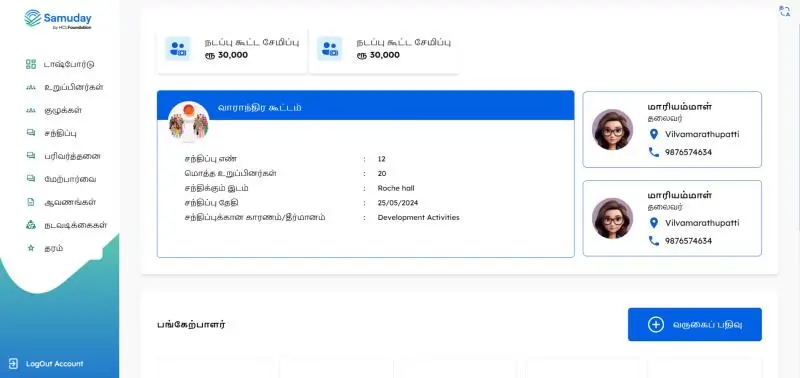 Samuday
by HCLFoundation
டாஷ்போர்டு
உறுப்பினர்கள்
குழுக்கள்
சந்திப்பு
பரிவர்த்தனை
மேற்பார்வை
ஆவணங்கள்
நடவடிக்கைகள்
தரம்
LogOut Account
நடப்பு கூட்ட சேமிப்பு
ரூ 30,000
நடப்பு கூட்ட சேமிப்பு
ரூ 30,000
வாராந்திர கூட்டம்
சந்திப்பு எண் : 12
மொத்த உறுப்பினர்கள் : 20
சந்திக்கும் இடம் : Roche hall
சந்திப்பு தேதி : 25/05/2024
சந்திப்புக்கான காரணம்/தீர்மானம் : Development Activities
மாரியம்மாள்
தலைவர்
Vilvamarathupatti
9876574634
மாரியம்மாள்
தலைவர்
Vilvamarathupatti
9876574634
பங்கேற்பாளர்
வருகைப் பதிவு